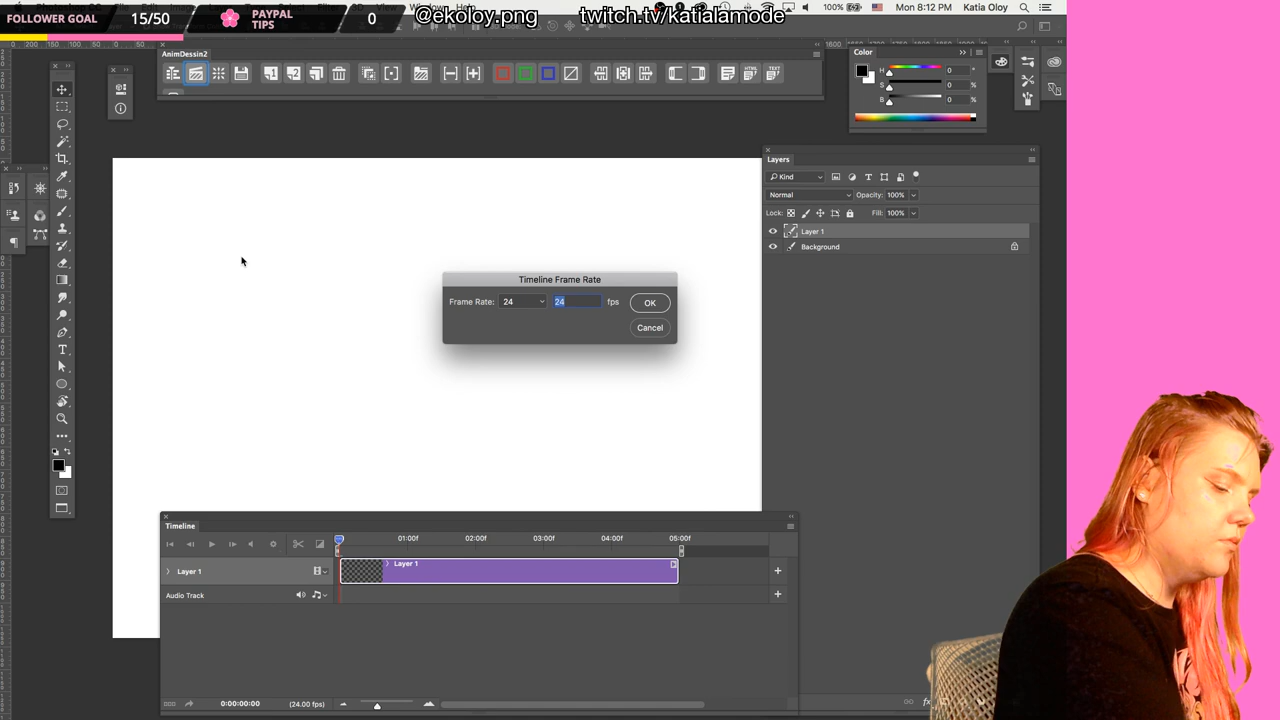 FOLLOWER GOAL 15/50 PAYPAL TIPS 0 @ekoloy.png twitch.tv/katialamode
100% Mon 8:12 PM Katia Oloy
AnimDessin2
Color
H 0 °
S 0 %
B 0 %
Layers
Kind
Normal Opacity: 100%
Lock: Fill: 100%
Layer 1
Background
Timeline Frame Rate
Frame Rate: 24 24 fps OK
Cancel
Timeline
01:00f 02:00f 03:00f 04:00f 05:00f
Layer 1 Layer 1
Audio Track
0:00:00:00 (24.00 fps)